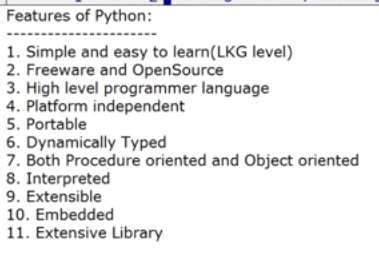 Features of Python:
----------------------
1. Simple and easy to learn(LKG level)
2. Freeware and OpenSource
3. High level programmer language
4. Platform independent
5. Portable
6. Dynamically Typed
7. Both Procedure oriented and Object oriented
8. Interpreted
9. Extensible
10. Embedded
11. Extensive Library